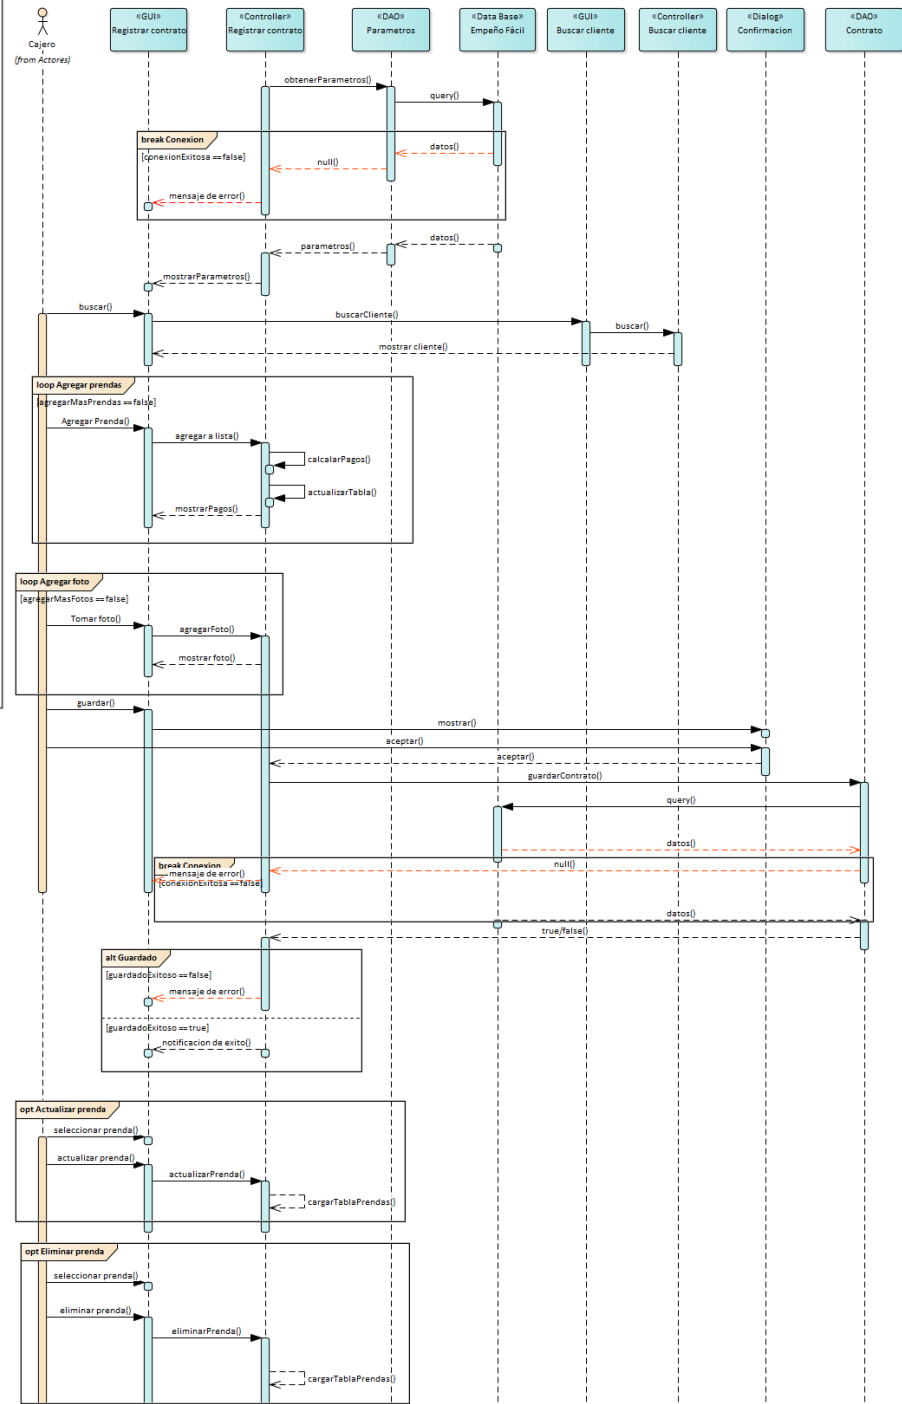 «GUI»
Registrar contrato
«Controller»
Registrar contrato
«DAO»
Parametros
«Data Base»
Empeño Fácil
«GUI»
Buscar cliente
«Controller»
Buscar cliente
«Dialog»
Confirmacion
«DAO»
Contrato
Cajero
(from Actores)
obtenerParametros()
query()
break Conexion
[conexionExitosa ==false]
datos()
null()
mensaje de error()
datos()
parametros()
mostrarParametros()
buscar()
buscarCliente()
buscar()
mostrar cliente()
loop Agregar prendas
[agregarMasPrendas ==false]
Agregar Prenda()
agregar a lista()
calcalarPagos()
actualizarTabla()
mostrarPagos()
loop Agregar foto
[agregarMasFotos ==false]
Tomar foto()
agregarFoto()
mostrar foto()
guardar()
mostrar()
aceptar()
aceptar()
guardarContrato()
query()
datos()
break Conexion
null()
mensaje de error()
[conexionExitosa ==false]
datos()
true/false()
alt Guardado
[guardadoExitoso ==false]
mensaje de error()
[guardadoExitoso ==true]
notificacion de exito()
opt Actualizar prenda
seleccionar prenda()
actualizar prenda()
actualizarPrenda()
cargarTablaPrendas()
opt Eliminar prenda
seleccionar prenda()
eliminar prenda()
eliminarPrenda()
cargarTablaPrendas()